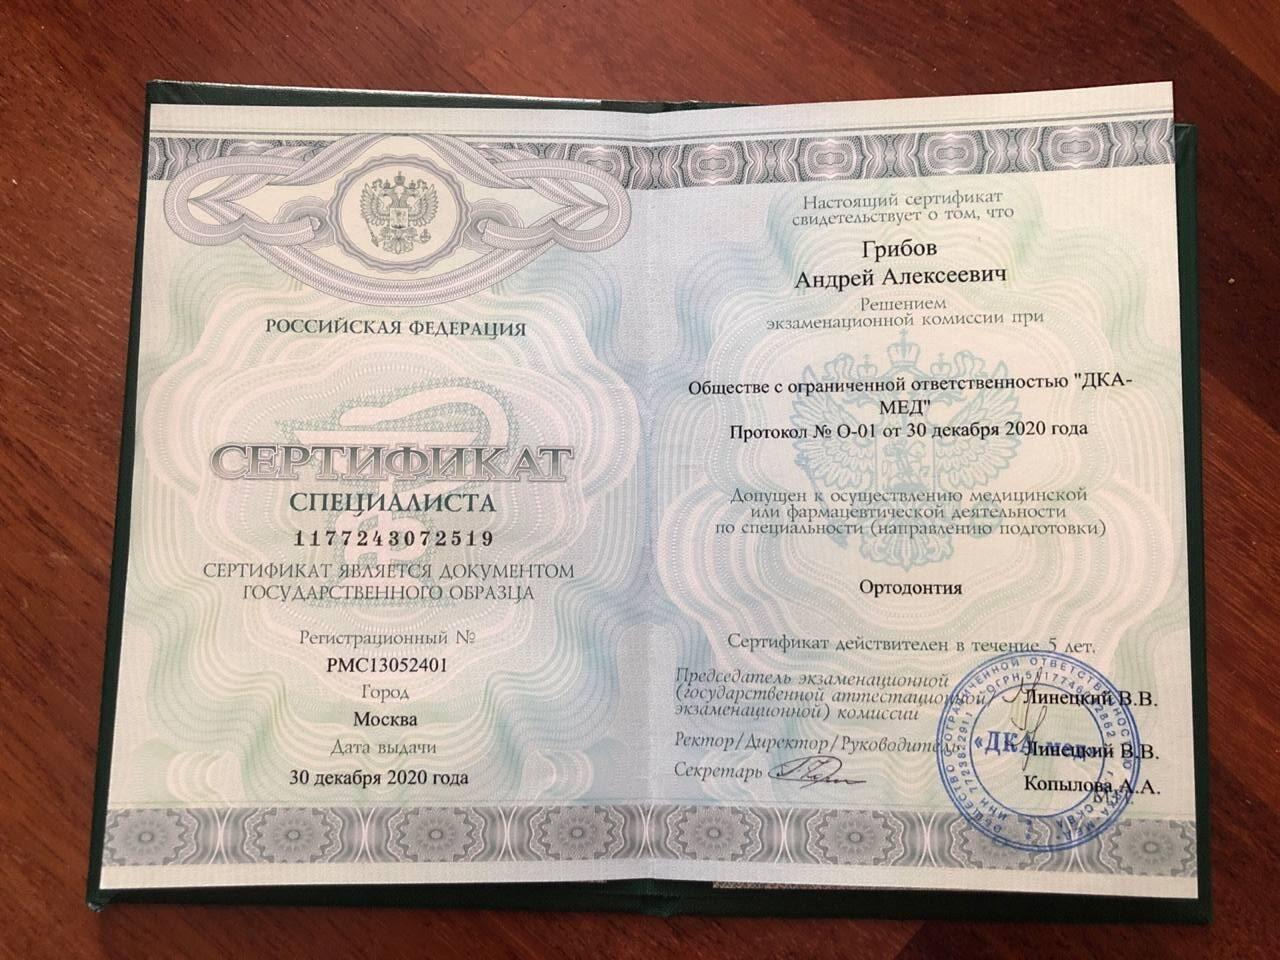 РОССИЙСКАЯ ФЕДЕРАЦИЯ
СЕРТИФИКАТ
СПЕЦИАЛИСТА
1177243072519
СЕРТИФИКАТ ЯВЛЯЕТСЯ ДОКУМЕНТОМ
ГОСУДАРСТВЕННОГО ОБРАЗЦА
Регистрационный №
РМС13052401
Город
Москва
Дата выдачи
30 декабря 2020 года
Настоящий сертификат
свидетельствует о том, что
Грибов
Андрей Алексеевич
Решением
экзаменационной комиссии при
Обществе с ограниченной ответственностью "ДКА-
МЕД"
Протокол № О-01 от 30 декабря 2020 года
Допущен к осуществлению медицинской
или фармацевтической деятельности
по специальности (направлению подготовки)
Ортодонтия
Сертификат действителен в течение 5 лет.
Председатель экзаменационной
(государственной аттестационной/
экзаменационной) комиссии
Линецкий В.В.
Ректор/Директор/Руководитель
Линецкий В.В.
Секретарь
Копылова А.А.
М.П.
«ДКА